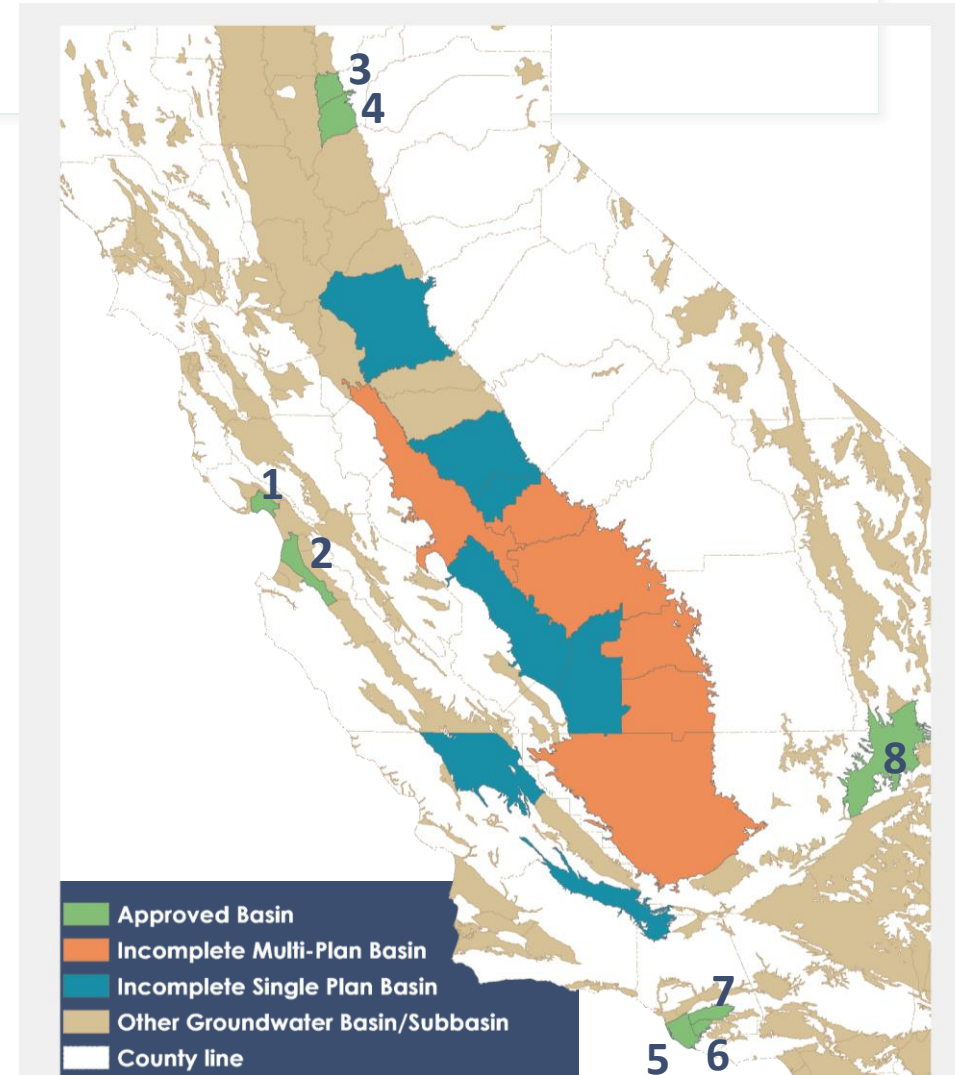 3
4
1
2
8
7
5
6
Approved Basin
Incomplete Multi-Plan Basin
Incomplete Single Plan Basin
Other Groundwater Basin/Subbasin
County line